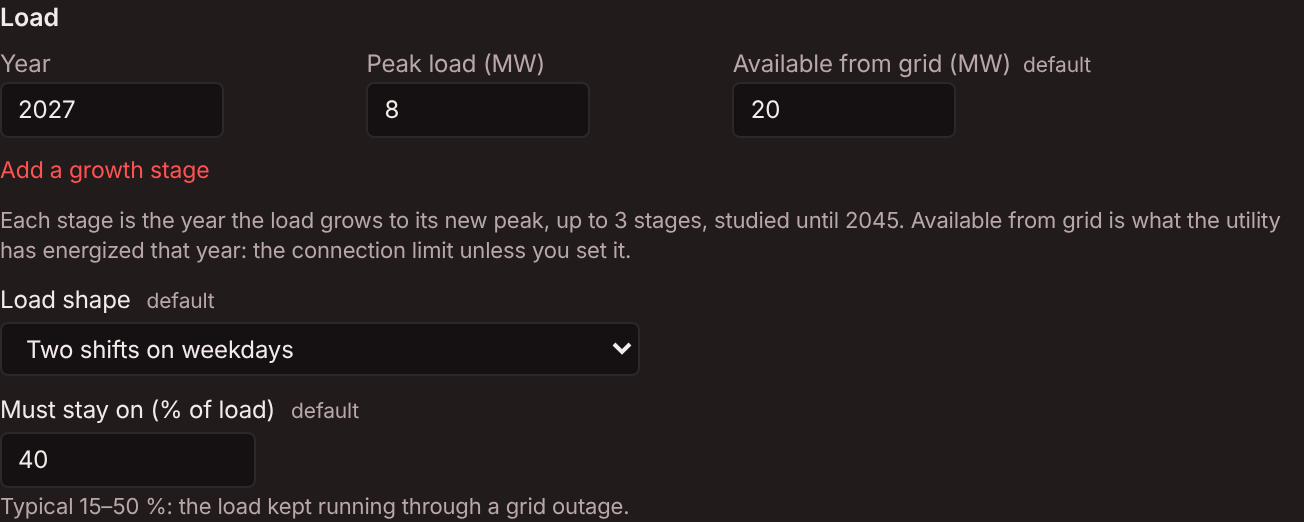 Load
Year
Peak load (MW)
Available from grid (MW) default
2027
8
20
Add a growth stage
Each stage is the year the load grows to its new peak, up to 3 stages, studied until 2045. Available from grid is what the utility
has energized that year: the connection limit unless you set it.
Load shape default
Two shifts on weekdays
Must stay on (% of load) default
40
Typical 15–50 %: the load kept running through a grid outage.